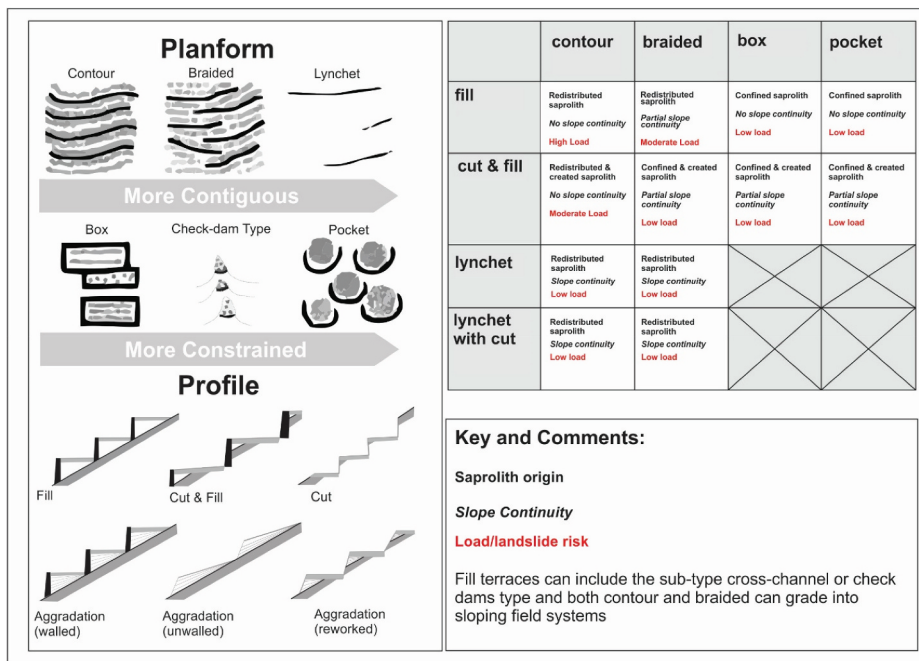 Planform
Contour
Braided
Lynchet
More Contiguous
Box
Check-dam Type
Pocket
More Constrained
Profile
Fill
Cut & Fill
Cut
Aggradation
(walled)
Aggradation
(unwalled)
Aggradation
(reworked)
contour
braided
box
pocket
fill
Redistributed
saprolith
No slope continuity
High Load
Redistributed
saprolith
Partial slope
continuity
Moderate Load
Confined saprolith
No slope continuity
Low load
Confined saprolith
No slope continuity
Low load
cut & fill
Redistributed &
created saprolith
No slope continuity
Moderate Load
Confined & created
saprolith
Partial slope
continuity
Low load
Confined & created
saprolith
Partial slope
continuity
Low load
Confined & created
saprolith
Partial slope
continuity
Low load
lynchet
Redistributed
saprolith
Slope continuity
Low load
Redistributed
saprolith
Slope continuity
Low load
lynchet
with cut
Redistributed
saprolith
Slope continuity
Low load
Redistributed
saprolith
Slope continuity
Low load
Key and Comments:
Saprolith origin
Slope Continuity
Load/landslide risk
Fill terraces can include the sub-type cross-channel or check
dams type and both contour and braided can grade into
sloping field systems